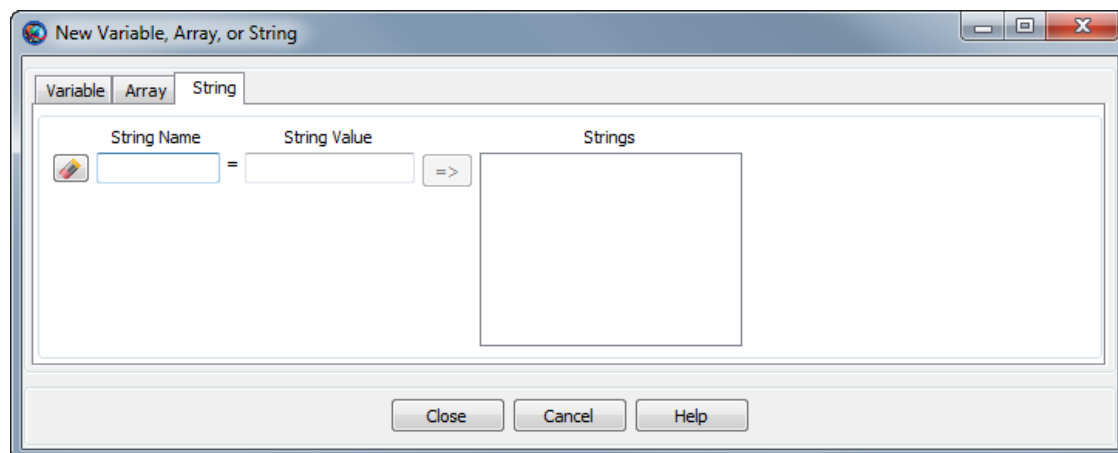 New Variable, Array, or String
Variable Array String
String Name String Value Strings
= =>
Close Cancel Help